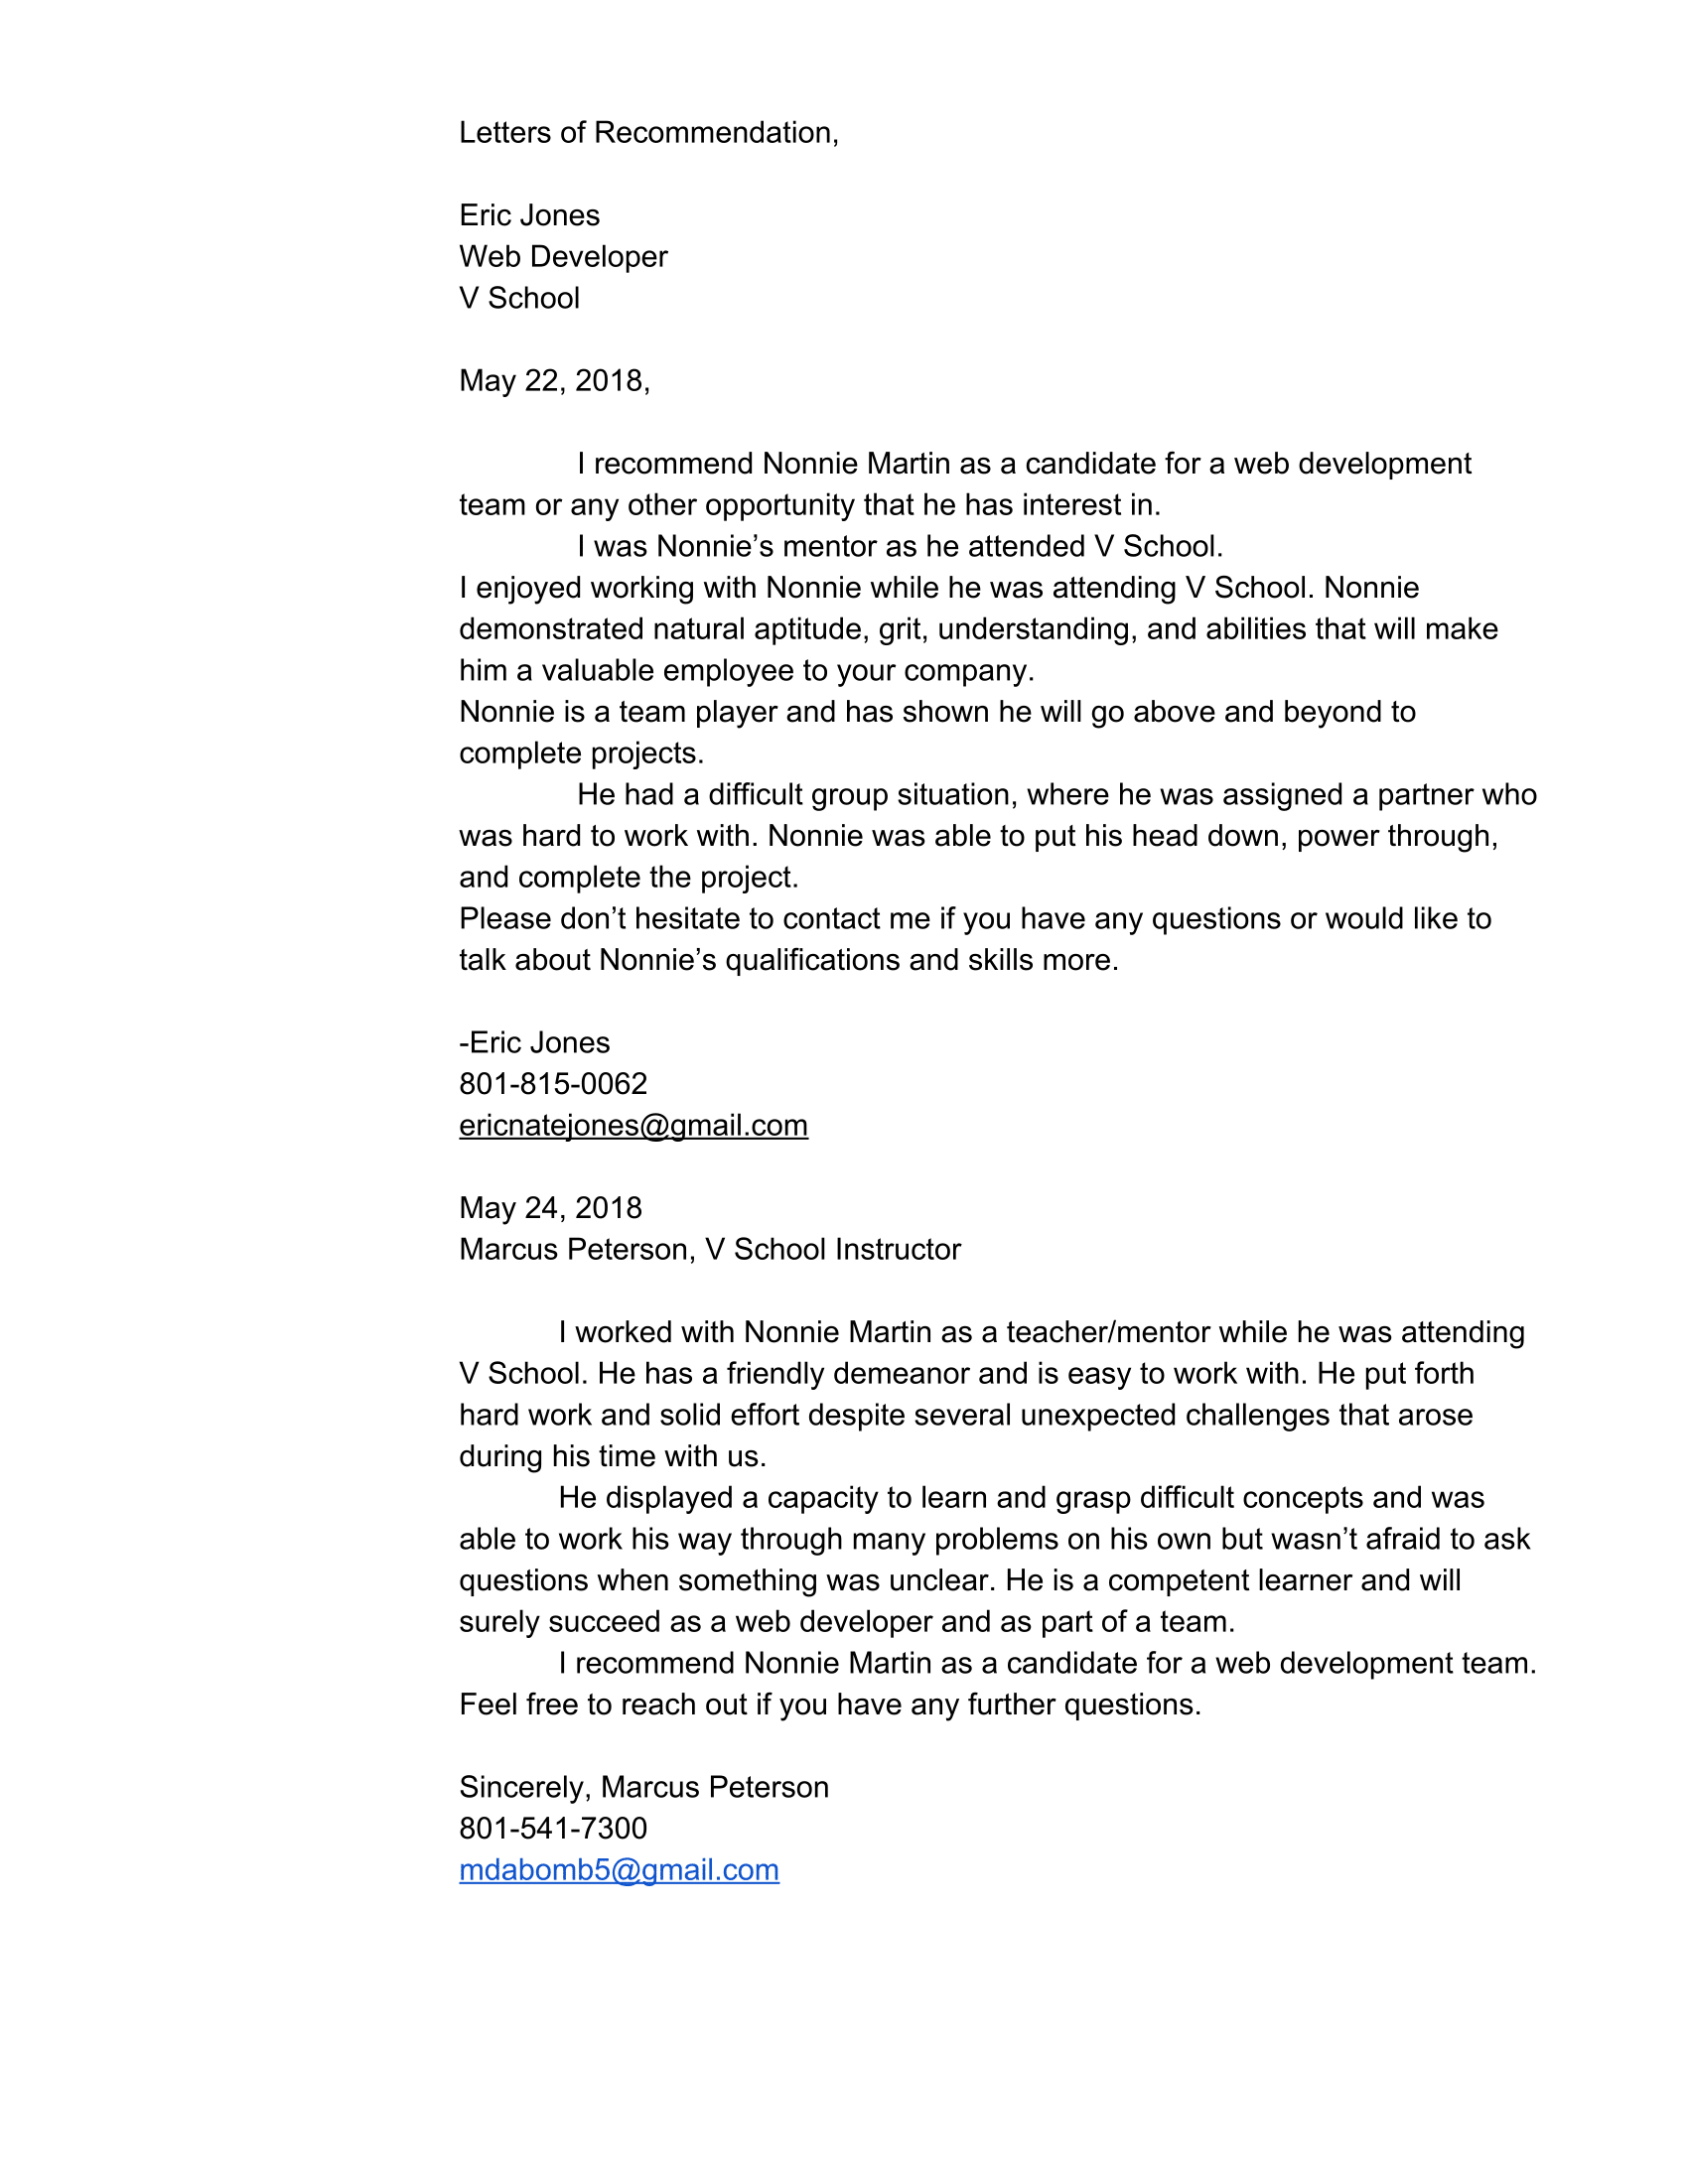 Letters of Recommendation,
Eric Jones
Web Developer
V School
May 22, 2018,
I recommend Nonnie Martin as a candidate for a web development
team or any other opportunity that he has interest in.
I was Nonnie’s mentor as he attended V School.
I enjoyed working with Nonnie while he was attending V School. Nonnie
demonstrated natural aptitude, grit, understanding, and abilities that will make
him a valuable employee to your company.
Nonnie is a team player and has shown he will go above and beyond to
complete projects.
He had a difficult group situation, where he was assigned a partner who
was hard to work with. Nonnie was able to put his head down, power through,
and complete the project.
Please don’t hesitate to contact me if you have any questions or would like to
talk about Nonnie’s qualifications and skills more.
-Eric Jones
801-815-0062
ericnatejones@gmail.com
May 24, 2018
Marcus Peterson, V School Instructor
I worked with Nonnie Martin as a teacher/mentor while he was attending
V School. He has a friendly demeanor and is easy to work with. He put forth
hard work and solid effort despite several unexpected challenges that arose
during his time with us.
He displayed a capacity to learn and grasp difficult concepts and was
able to work his way through many problems on his own but wasn’t afraid to ask
questions when something was unclear. He is a competent learner and will
surely succeed as a web developer and as part of a team.
I recommend Nonnie Martin as a candidate for a web development team.
Feel free to reach out if you have any further questions.
Sincerely, Marcus Peterson
801-541-7300
mdabomb5@gmail.com